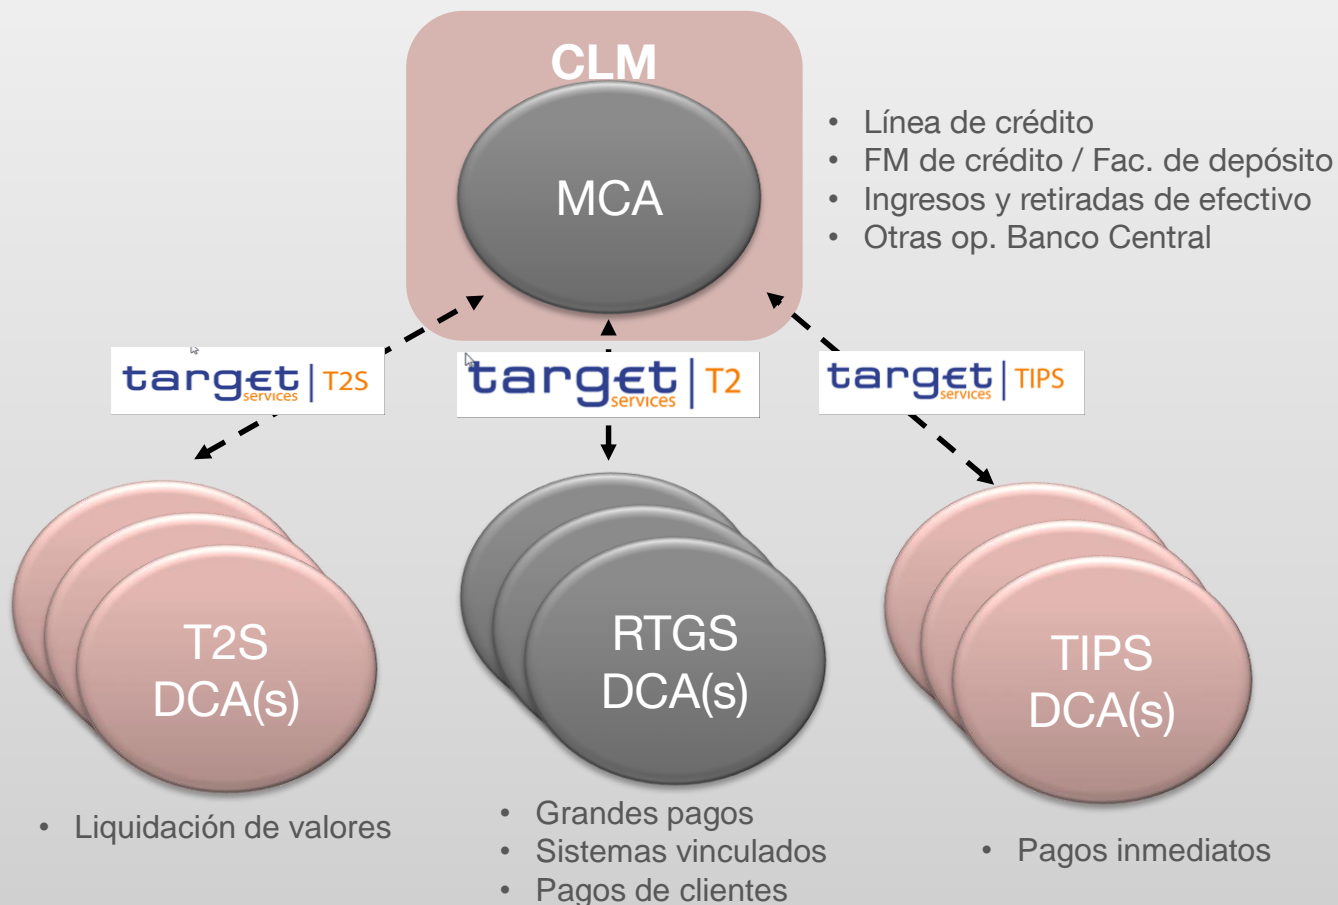 CLM
MCA
• Línea de crédito
• FM de crédito / Fac. de depósito
• Ingresos y retiradas de efectivo
• Otras op. Banco Central
target services | T2S
target services | T2
target services | TIPS
T2S
DCA(s)
RTGS
DCA(s)
TIPS
DCA(s)
• Liquidación de valores
• Grandes pagos
• Sistemas vinculados
• Pagos de clientes
• Pagos inmediatos